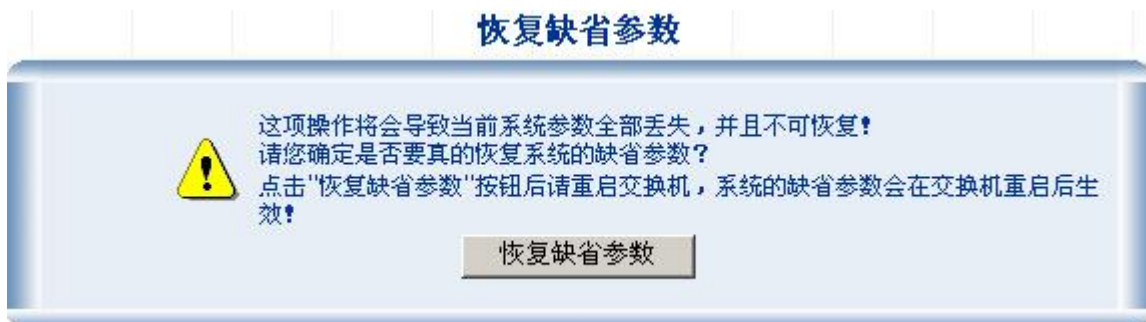 恢复缺省参数
这项操作将会导致当前系统参数全部丢失，并且不可恢复!
请您确定是否要真的恢复系统的缺省参数？
点击"恢复缺省参数"按钮后请重启交换机，系统的缺省参数会在交换机重启后生
效!
恢复缺省参数